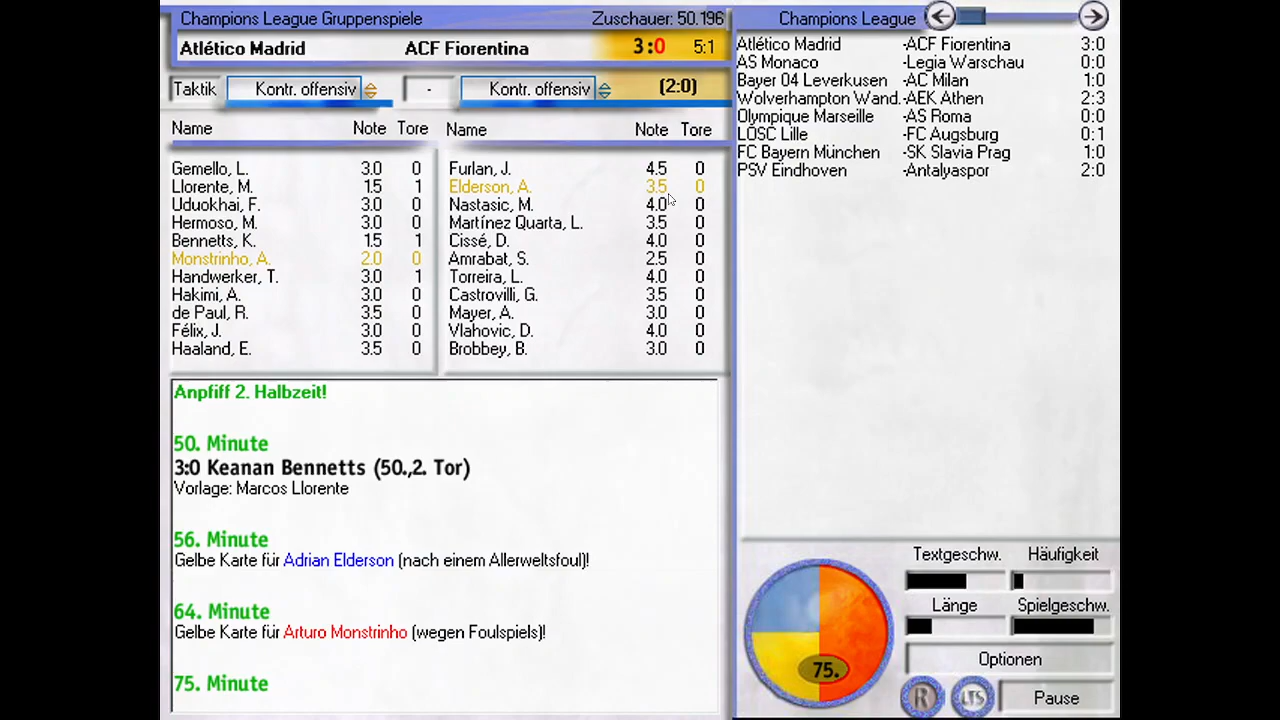 Champions League Gruppenspiele Zuschauer: 50.196
Atlético Madrid ACF Fiorentina 3:0 5:1
Taktik Kontr. offensiv - Kontr. offensiv (2:0)
Name Note Tore Name Note Tore
Gemello, L. 3.0 0 Furlan, J. 4.5 0
Llorente, M. 1.5 1 Elderson, A. 3.5 0
Uduokhai, F. 3.0 0 Nastasic, M. 4.0 0
Hermoso, M. 3.0 0 Martínez Quarta, L. 3.5 0
Bennetts, K. 1.5 1 Cissé, D. 4.0 0
Monstrinho, A. 2.0 0 Amrabat, S. 2.5 0
Handwerker, T. 3.0 1 Torreira, L. 4.0 0
Hakimi, A. 3.0 0 Castrovilli, G. 3.5 0
de Paul, R. 3.5 0 Mayer, A. 3.0 0
Félix, J. 3.0 0 Vlahovic, D. 4.0 0
Haaland, E. 3.5 0 Brobbey, B. 3.0 0
Anpfiff 2. Halbzeit!
50. Minute
3:0 Keanan Bennetts (50.,2. Tor)
Vorlage: Marcos Llorente
56. Minute
Gelbe Karte für Adrian Elderson (nach einem Allerweltsfoul)!
64. Minute
Gelbe Karte für Arturo Monstrinho (wegen Foulspiels)!
75. Minute
Champions League
Atlético Madrid -ACF Fiorentina 3:0
AS Monaco -Legia Warschau 0:0
Bayer 04 Leverkusen -AC Milan 1:0
Wolverhampton Wand. -AEK Athen 2:3
Olympique Marseille -AS Roma 0:0
LOSC Lille -FC Augsburg 0:1
FC Bayern München -SK Slavia Prag 1:0
PSV Eindhoven -Antalyaspor 2:0
Textgeschw. Häufigkeit
Länge Spielgeschw.
75.
Optionen
R LTS Pause